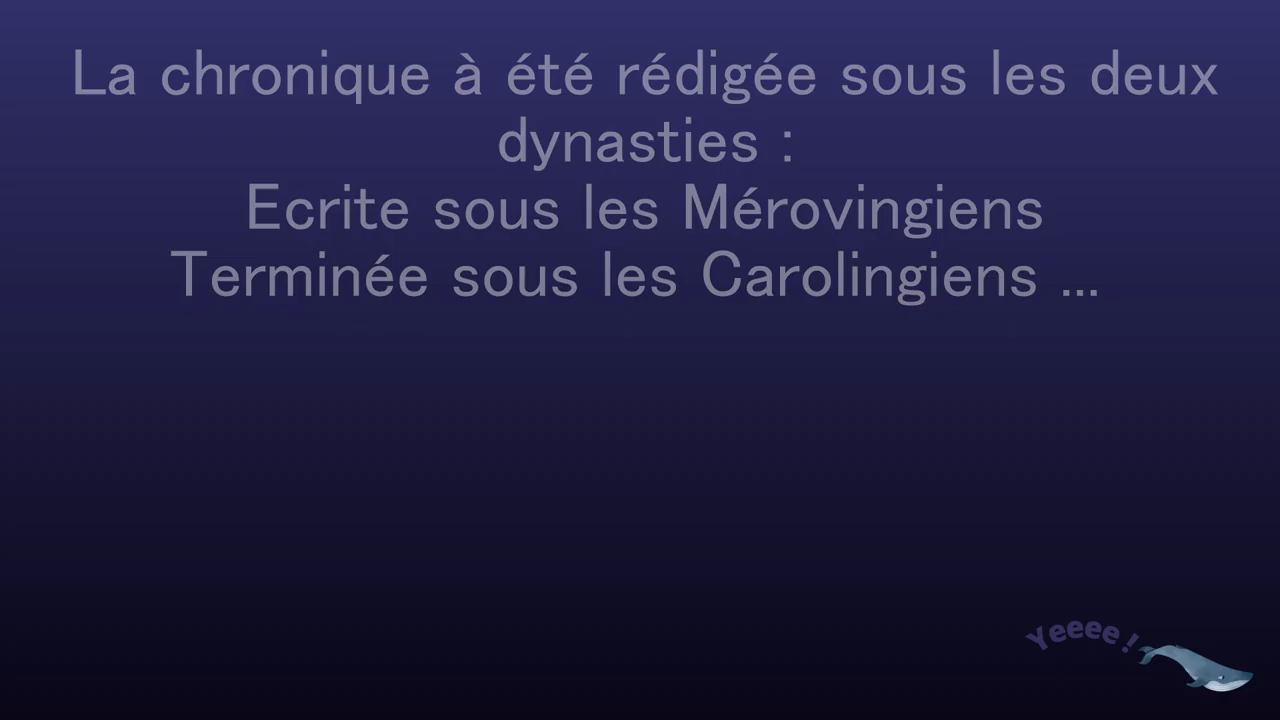 La chronique à été rédigée sous les deux
dynasties :
Ecrite sous les Mérovingiens
Terminée sous les Carolingiens ...
Yeeee !